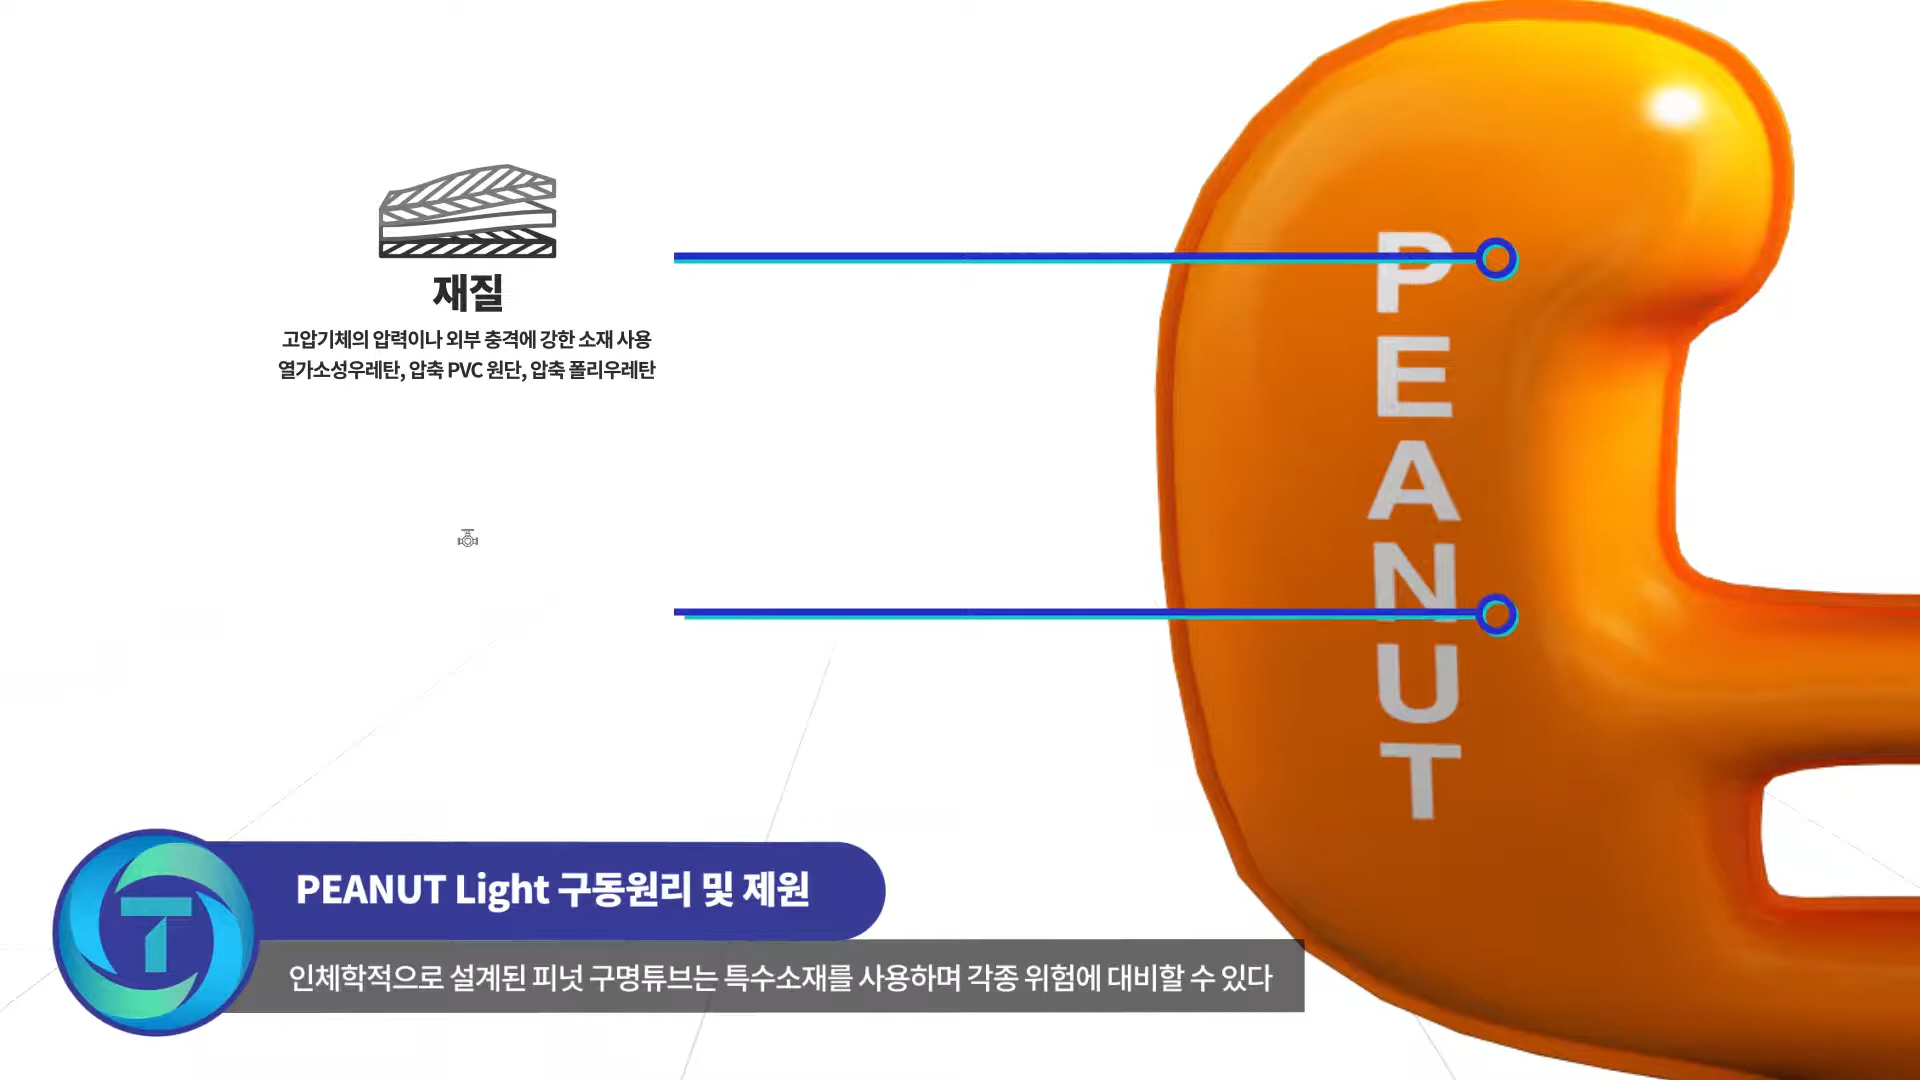 재질
고압기체의 압력이나 외부 충격에 강한 소재 사용
열가소성우레탄, 압축 PVC 원단, 압축 폴리우레탄
PEANUT
T
PEANUT Light 구동원리 및 제원
인체학적으로 설계된 피넛 구명튜브는 특수소재를 사용하며 각종 위험에 대비할 수 있다